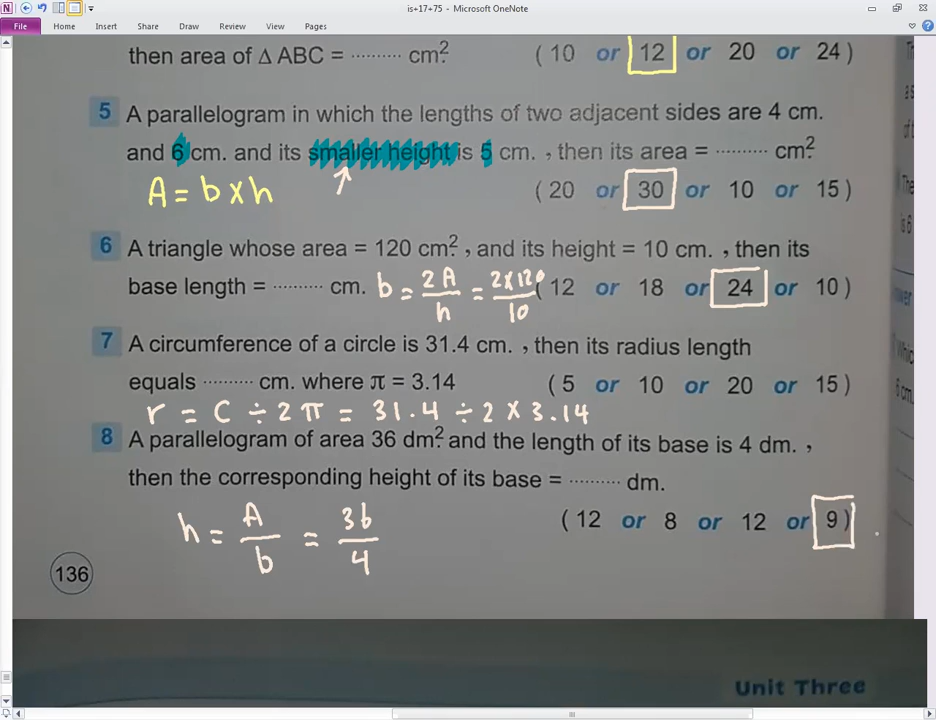 is+17+75 - Microsoft OneNote
File Home Insert Share Draw Review View Pages
then area of Δ ABC = ········· cm² ( 10 or 12 or 20 or 24 )
5 A parallelogram in which the lengths of two adjacent sides are 4 cm.
and 6 cm. and its smaller height is 5 cm. , then its area = ········· cm²
A = b × h
( 20 or 30 or 10 or 15 )
6 A triangle whose area = 120 cm². , and its height = 10 cm. , then its
base length = ········· cm. ( 12 or 18 or 24 or 10 )
b = 2A/h = 2×120/10
7 A circumference of a circle is 31.4 cm. , then its radius length
equals ········· cm. where π = 3.14 ( 5 or 10 or 20 or 15 )
r = C ÷ 2π = 31.4 ÷ 2 × 3.14
8 A parallelogram of area 36 dm². and the length of its base is 4 dm. ,
then the corresponding height of its base = ········· dm.
( 12 or 8 or 12 or 9 )
h = A/b = 36/4
136
Unit Three